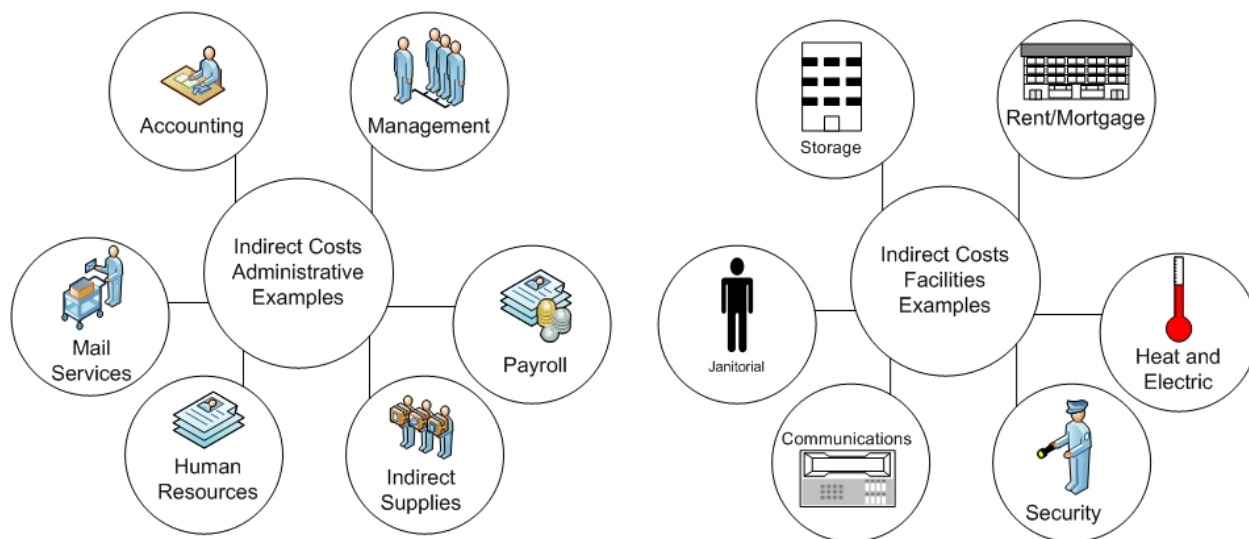 Accounting
Management
Indirect Costs
Administrative
Examples
Mail
Services
Payroll
Human
Resources
Indirect
Supplies
Storage
Rent/Mortgage
Indirect Costs
Facilities
Examples
Janitorial
Heat and
Electric
Communications
Security